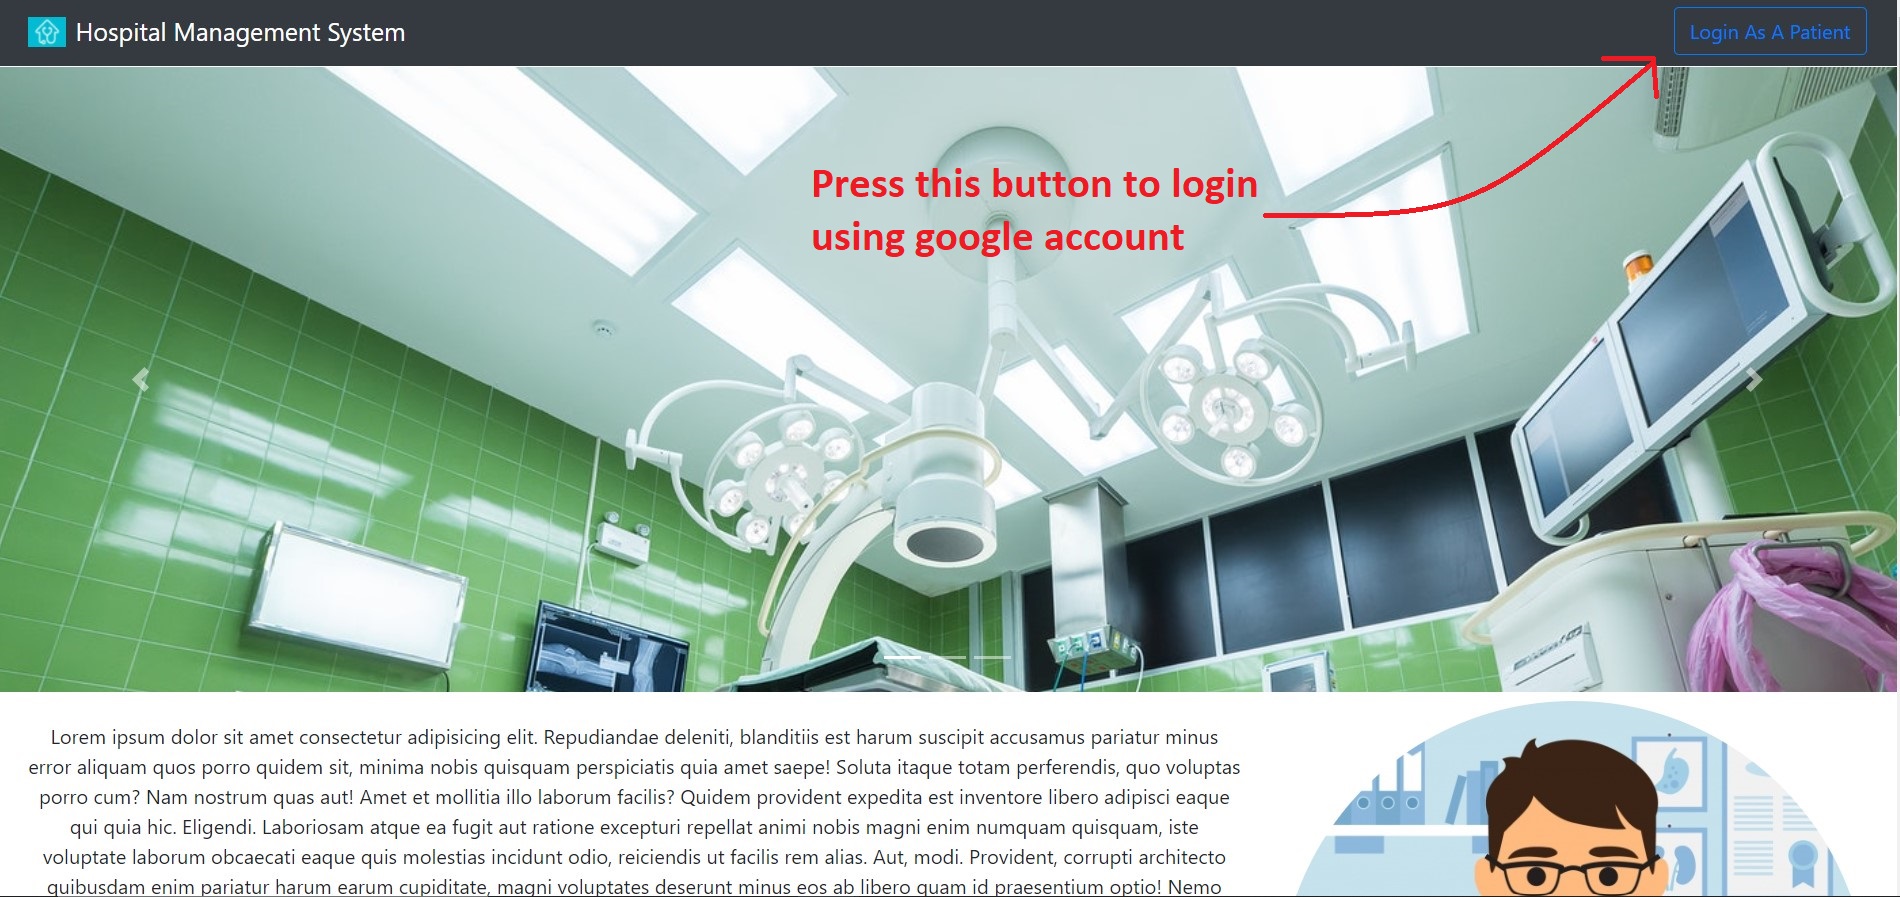 Hospital Management System
Login As A Patient
Press this button to login
using google account
Lorem ipsum dolor sit amet consectetur adipisicing elit. Repudiandae deleniti, blanditiis est harum suscipit accusamus pariatur minus
error aliquam quos porro quidem sit, minima nobis quisquam perspiciatis quia amet saepe! Soluta itaque totam perferendis, quo voluptas
porro cum? Nam nostrum quas aut! Amet et mollitia illo laborum facilis? Quidem provident expedita est inventore libero adipisci eaque
qui quia hic. Eligendi. Laboriosam atque ea fugit aut ratione excepturi repellat animi nobis magni enim numquam quisquam, iste
voluptate laborum obcaecati eaque quis molestias incidunt odio, reiciendis ut facilis rem alias. Aut, modi. Provident, corrupti architecto
quibusdam enim pariatur harum earum cupiditate, magni voluptates deserunt minus eos ab libero quam id praesentium optio! Nemo